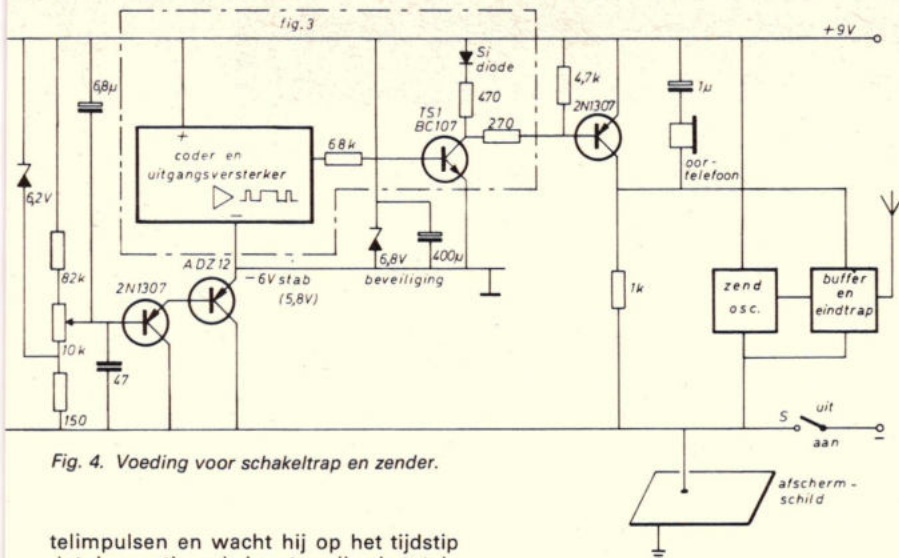 fig.3
+9V
Si
diode
6,8µ
4,7k
1µ
470
2N1307
TS1
BC107
270
68k
oor-
telefoon
+
coder en
uitgangsversterker
−
6,2V
ADZ12
6,8V
400µ
-6V stab
(5,8V)
beveiliging
82k
2N1307
1k
zend
osc.
buffer
en
eindtrap
10k
47
150
S
uit
aan
−
Fig. 4. Voeding voor schakeltrap en zender.
afscherm-
schild
telimpulsen en wacht hij op het tijdstip